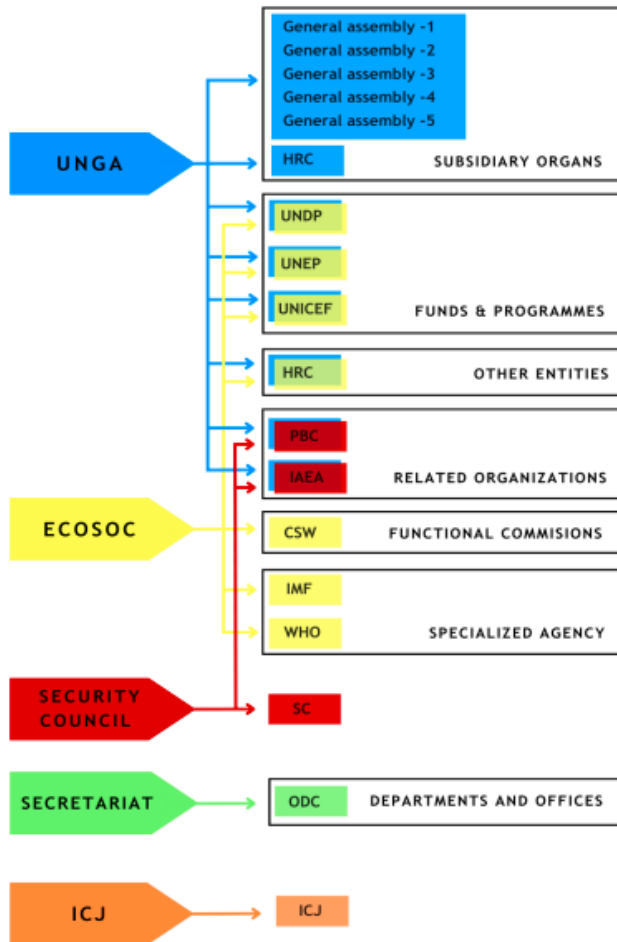 General assembly -1
General assembly -2
General assembly -3
General assembly -4
General assembly -5
UNGA
HRC
SUBSIDIARY ORGANS
UNDP
UNEP
UNICEF
FUNDS & PROGRAMMES
HRC
OTHER ENTITIES
PBC
IAEA
RELATED ORGANIZATIONS
ECOSOC
CSW
FUNCTIONAL COMMISIONS
IMF
WHO
SPECIALIZED AGENCY
SECURITY
COUNCIL
SC
SECRETARIAT
ODC
DEPARTMENTS AND OFFICES
ICJ
ICJ